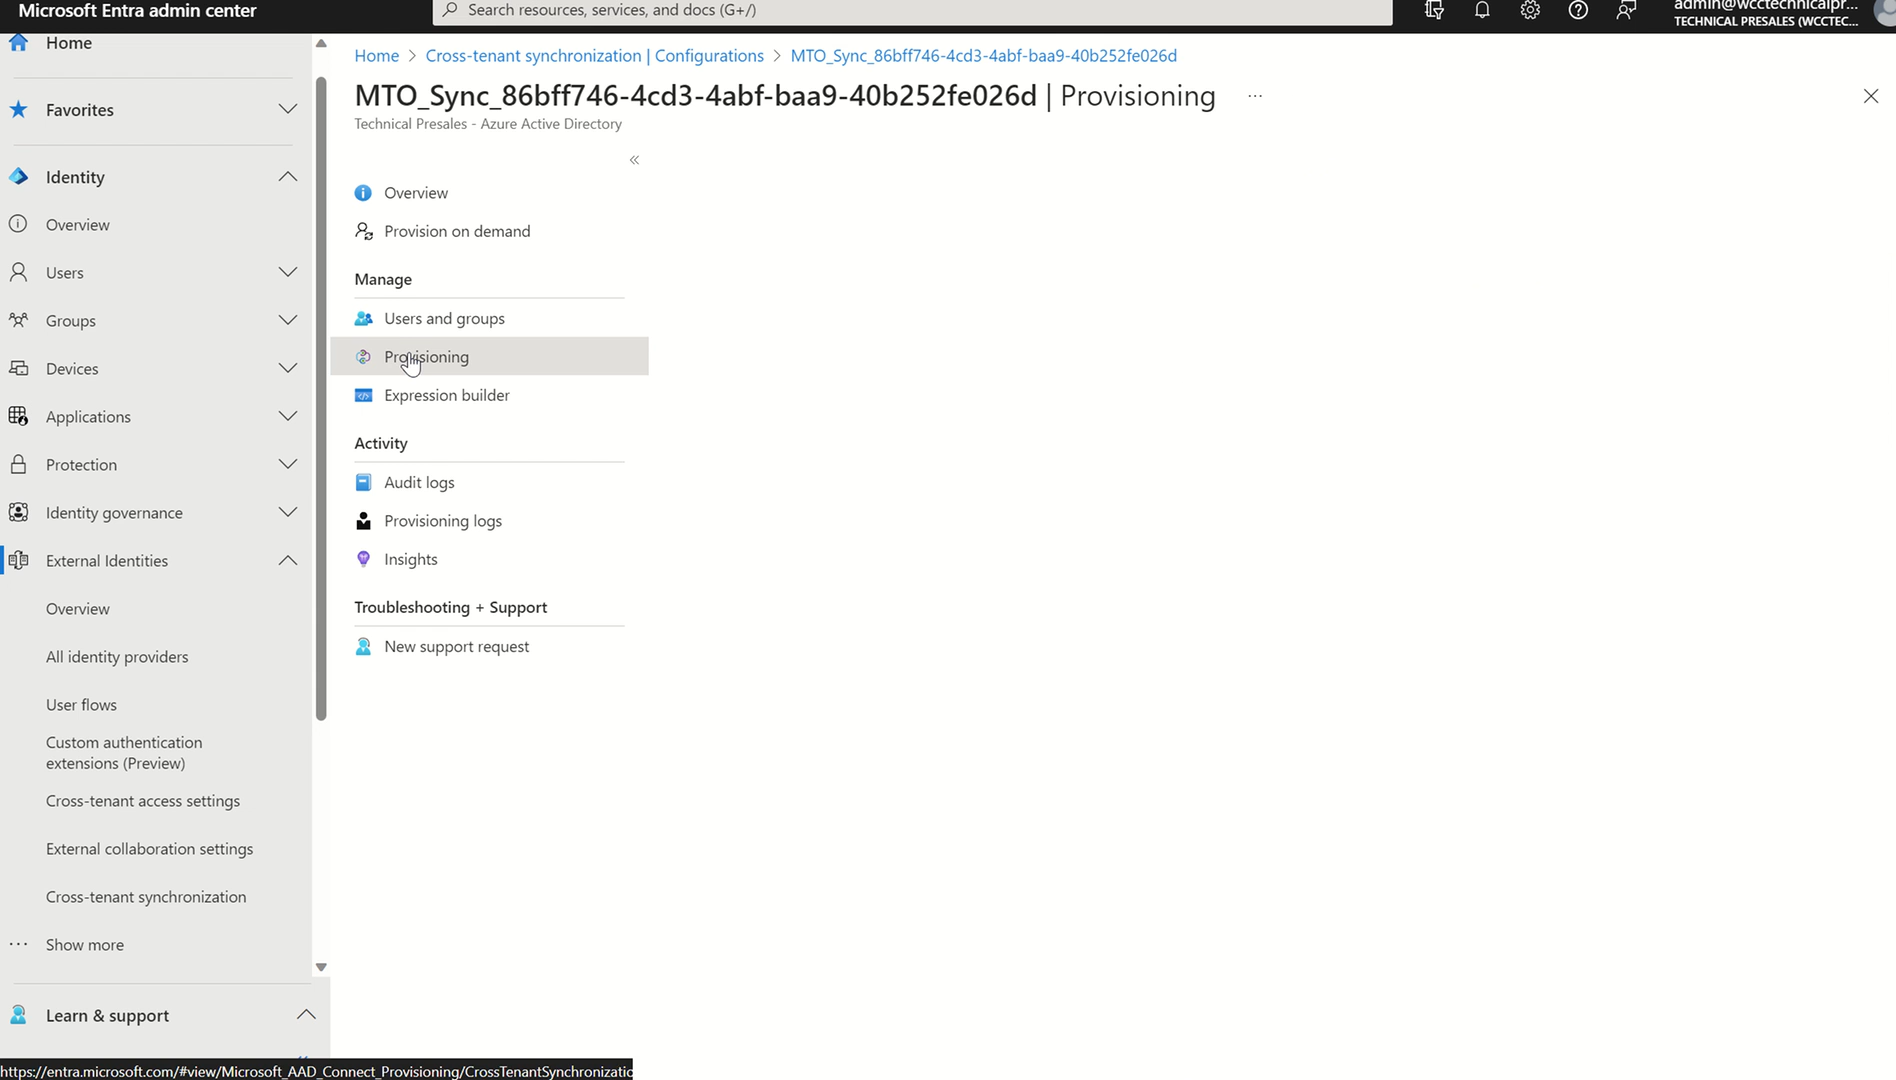 Microsoft Entra admin center
Search resources, services, and docs (G+/)
admin@wcctechnicalpr...
TECHNICAL PRESALES (WCCTEC...
Home
Favorites
Identity
Overview
Users
Groups
Devices
Applications
Protection
Identity governance
External Identities
Overview
All identity providers
User flows
Custom authentication
extensions (Preview)
Cross-tenant access settings
External collaboration settings
Cross-tenant synchronization
Show more
Learn & support
Home > Cross-tenant synchronization | Configurations > MTO_Sync_86bff746-4cd3-4abf-baa9-40b252fe026d
MTO_Sync_86bff746-4cd3-4abf-baa9-40b252fe026d | Provisioning ...
Technical Presales - Azure Active Directory
Overview
Provision on demand
Manage
Users and groups
Provisioning
Expression builder
Activity
Audit logs
Provisioning logs
Insights
Troubleshooting + Support
New support request
https://entra.microsoft.com/#view/Microsoft_AAD_Connect_Provisioning/CrossTenantSynchronizatio